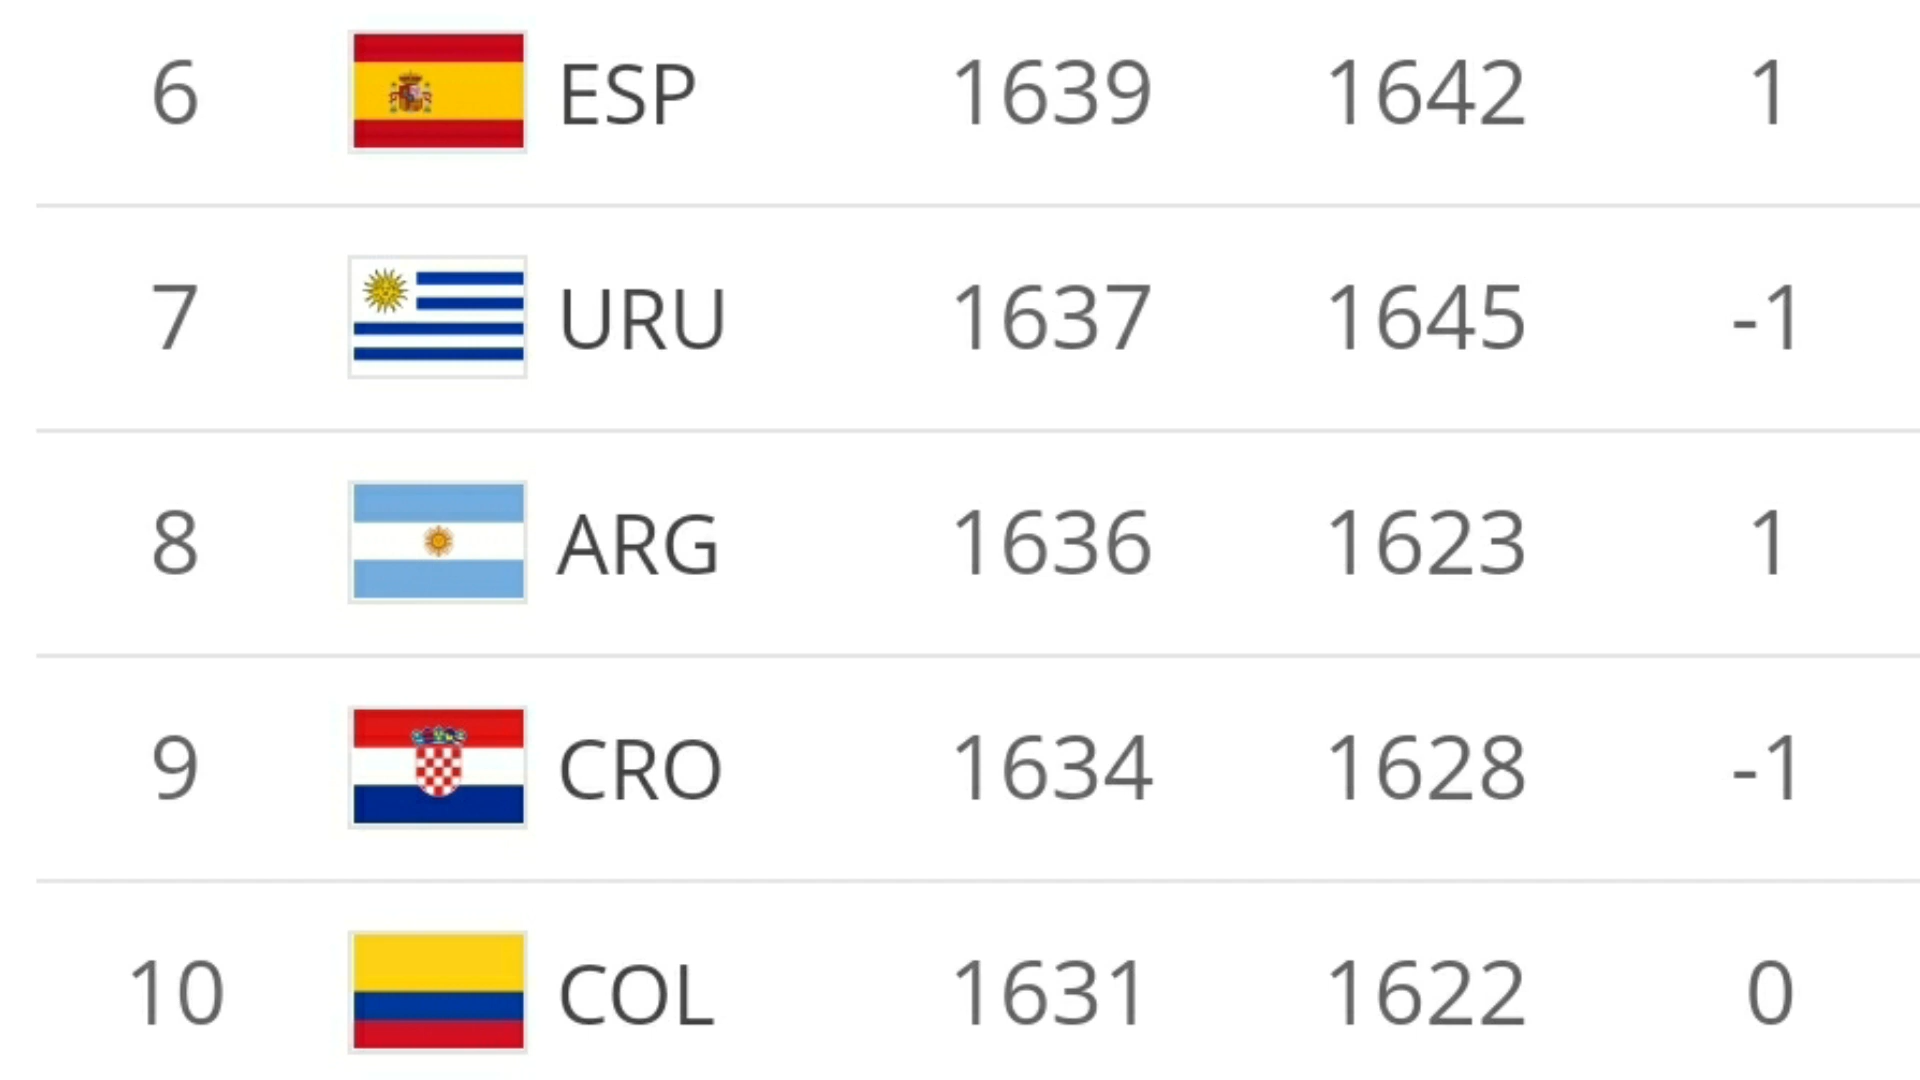 6 ESP 1639 1642 1
7 URU 1637 1645 -1
8 ARG 1636 1623 1
9 CRO 1634 1628 -1
10 COL 1631 1622 0